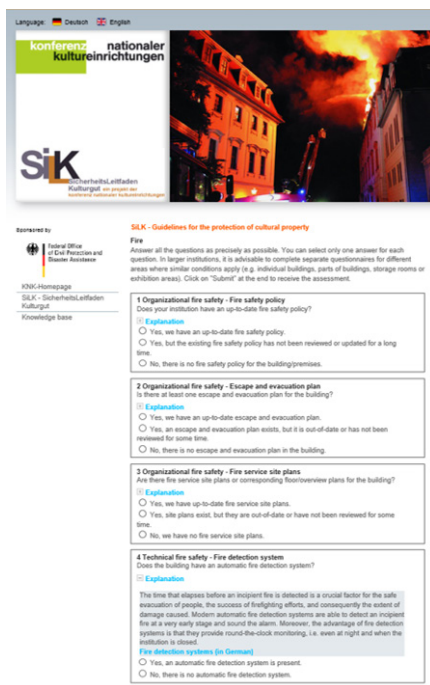 Language: Deutsch English
konferenz nationaler
kultureinrichtungen
SiLK
SicherheitsLeitfaden
Kulturgut ein projekt der
konferenz nationaler kultureinrichtungen
Sponsored by
Federal Office
of Civil Protection and
Disaster Assistance
KNK-Homepage
SiLK - SicherheitsLeitfaden
Kulturgut
Knowledge base
SiLK - Guidelines for the protection of cultural property
Fire
Answer all the questions as precisely as possible. You can select only one answer for each
question. In larger institutions, it is advisable to complete separate questionnaires for different
areas where similar conditions apply (e.g. individual buildings, parts of buildings, storage rooms or
exhibition areas). Click on "Submit" at the end to receive the assessment.
1 Organizational fire safety - Fire safety policy
Does your institution have an up-to-date fire safety policy?
Explanation
Yes, we have an up-to-date fire safety policy.
Yes, but the existing fire safety policy has not been reviewed or updated for a long
time.
No, there is no fire safety policy for the building/premises.
2 Organizational fire safety - Escape and evacuation plan
Is there at least one escape and evacuation plan for the building?
Explanation
Yes, we have an up-to-date escape and evacuation plan.
Yes, an escape and evacuation plan exists, but it is out-of-date or has not been
reviewed for some time.
No, there is no escape and evacuation plan in the building.
3 Organizational fire safety - Fire service site plans
Are there fire service site plans or corresponding floor/overview plans for the building?
Explanation
Yes, we have up-to-date fire service site plans.
Yes, site plans exist, but they are out-of-date or have not been reviewed for some
time.
No, we have no fire service site plans.
4 Technical fire safety - Fire detection system
Does the building have an automatic fire detection system?
Explanation
The time that elapses before an incipient fire is detected is a crucial factor for the safe
evacuation of people, the success of firefighting efforts, and consequently the extent of
damage caused. Modern automatic fire detection systems are able to detect an incipient
fire at a very early stage and sound the alarm. Moreover, the advantage of fire detection
systems is that they provide round-the-clock monitoring, i.e. even at night and when the
institution is closed.
Fire detection systems (in German)
Yes, an automatic fire detection system is present.
No, there is no automatic fire detection system.